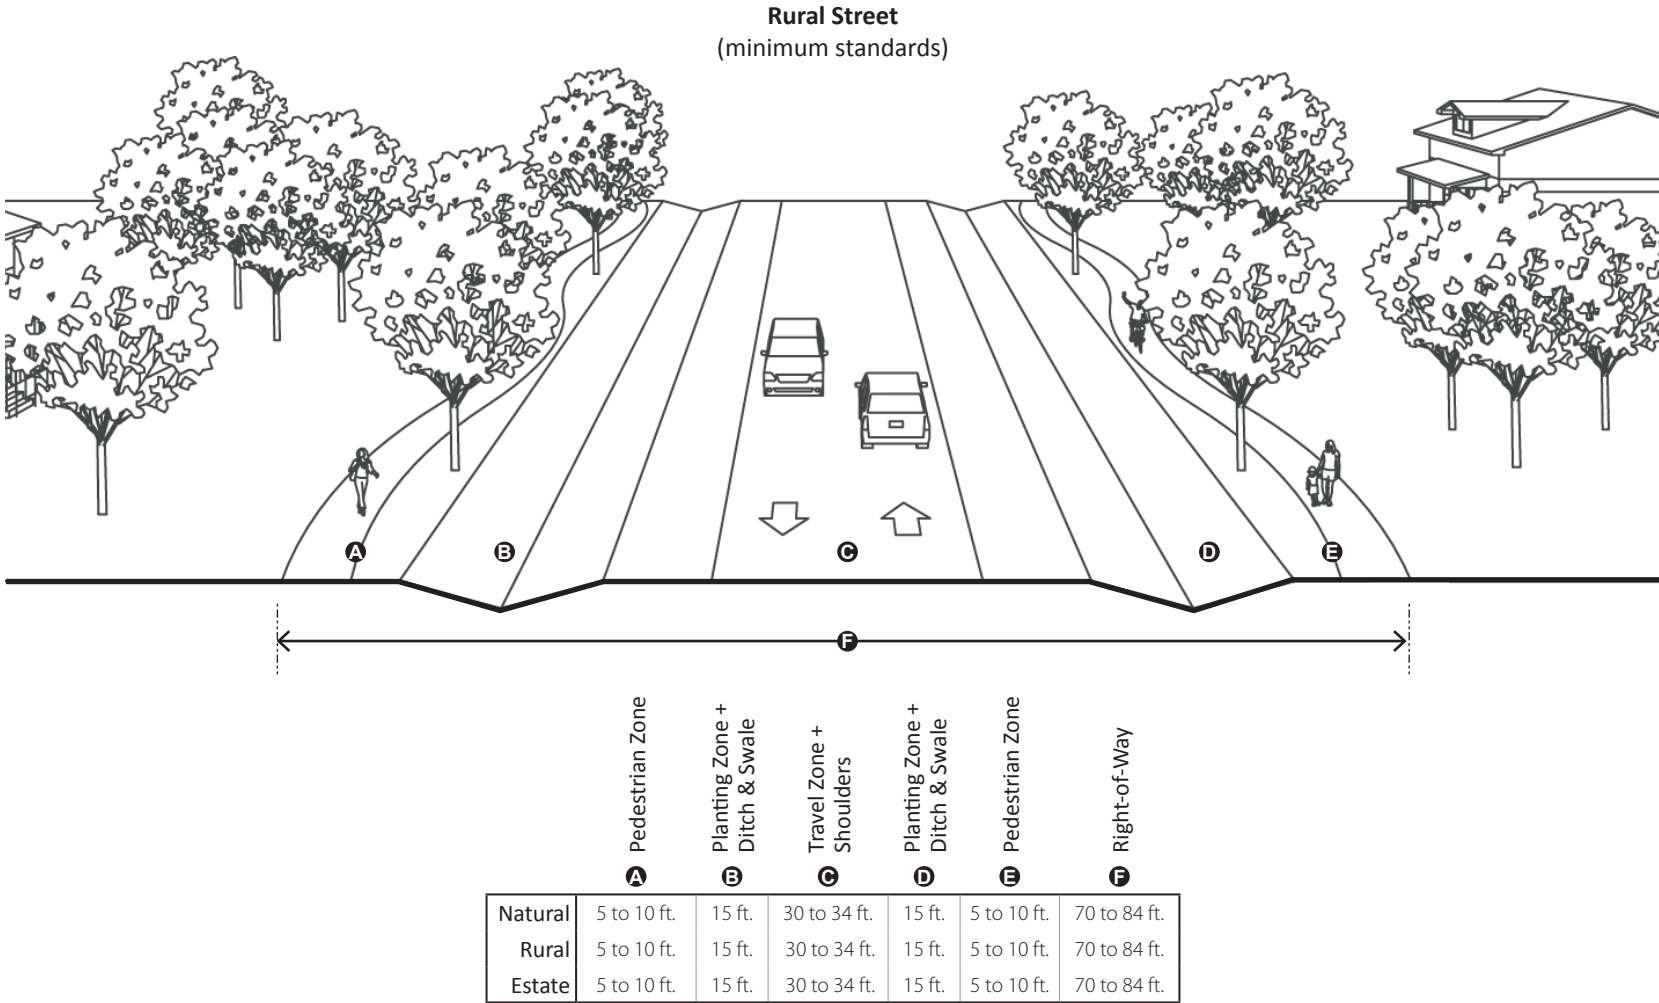 Rural Street
(minimum standards)
A
B
C
D
E
F
Pedestrian Zone
Planting Zone +
Ditch & Swale
Travel Zone +
Shoulders
Planting Zone +
Ditch & Swale
Pedestrian Zone
Right-of-Way
A B C D E F
Natural 5 to 10 ft. 15 ft. 30 to 34 ft. 15 ft. 5 to 10 ft. 70 to 84 ft.
Rural 5 to 10 ft. 15 ft. 30 to 34 ft. 15 ft. 5 to 10 ft. 70 to 84 ft.
Estate 5 to 10 ft. 15 ft. 30 to 34 ft. 15 ft. 5 to 10 ft. 70 to 84 ft.